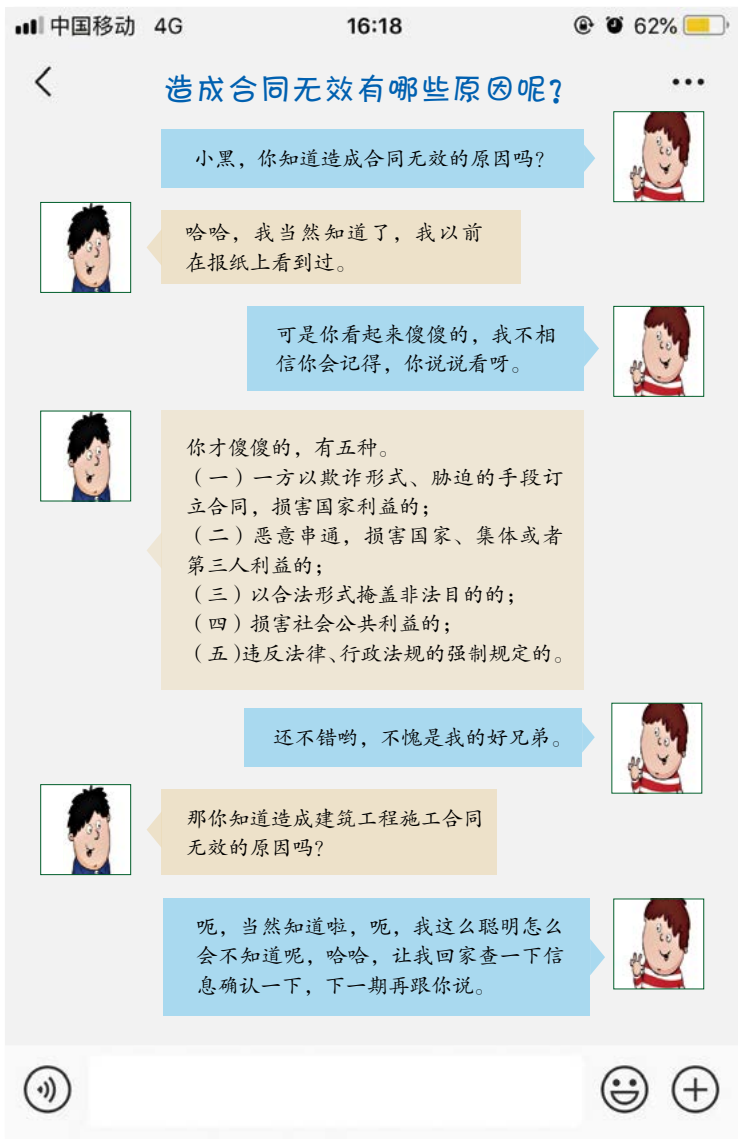 中国移动 4G 16:18 62%
造成合同无效有哪些原因呢?
小黑，你知道造成合同无效的原因吗?
哈哈，我当然知道了，我以前
在报纸上看到过。
可是你看起来傻傻的，我不相
信你会记得，你说说看呀。
你才傻傻的，有五种。
（一）一方以欺诈形式、胁迫的手段订
立合同，损害国家利益的；
（二）恶意串通，损害国家、集体或者
第三人利益的；
（三）以合法形式掩盖非法目的的；
（四）损害社会公共利益的；
（五)违反法律、行政法规的强制规定的。
还不错哟，不愧是我的好兄弟。
那你知道造成建筑工程施工合同
无效的原因吗?
呃，当然知道啦，呃，我这么聪明怎么
会不知道呢，哈哈，让我回家查一下信
息确认一下，下一期再跟你说。